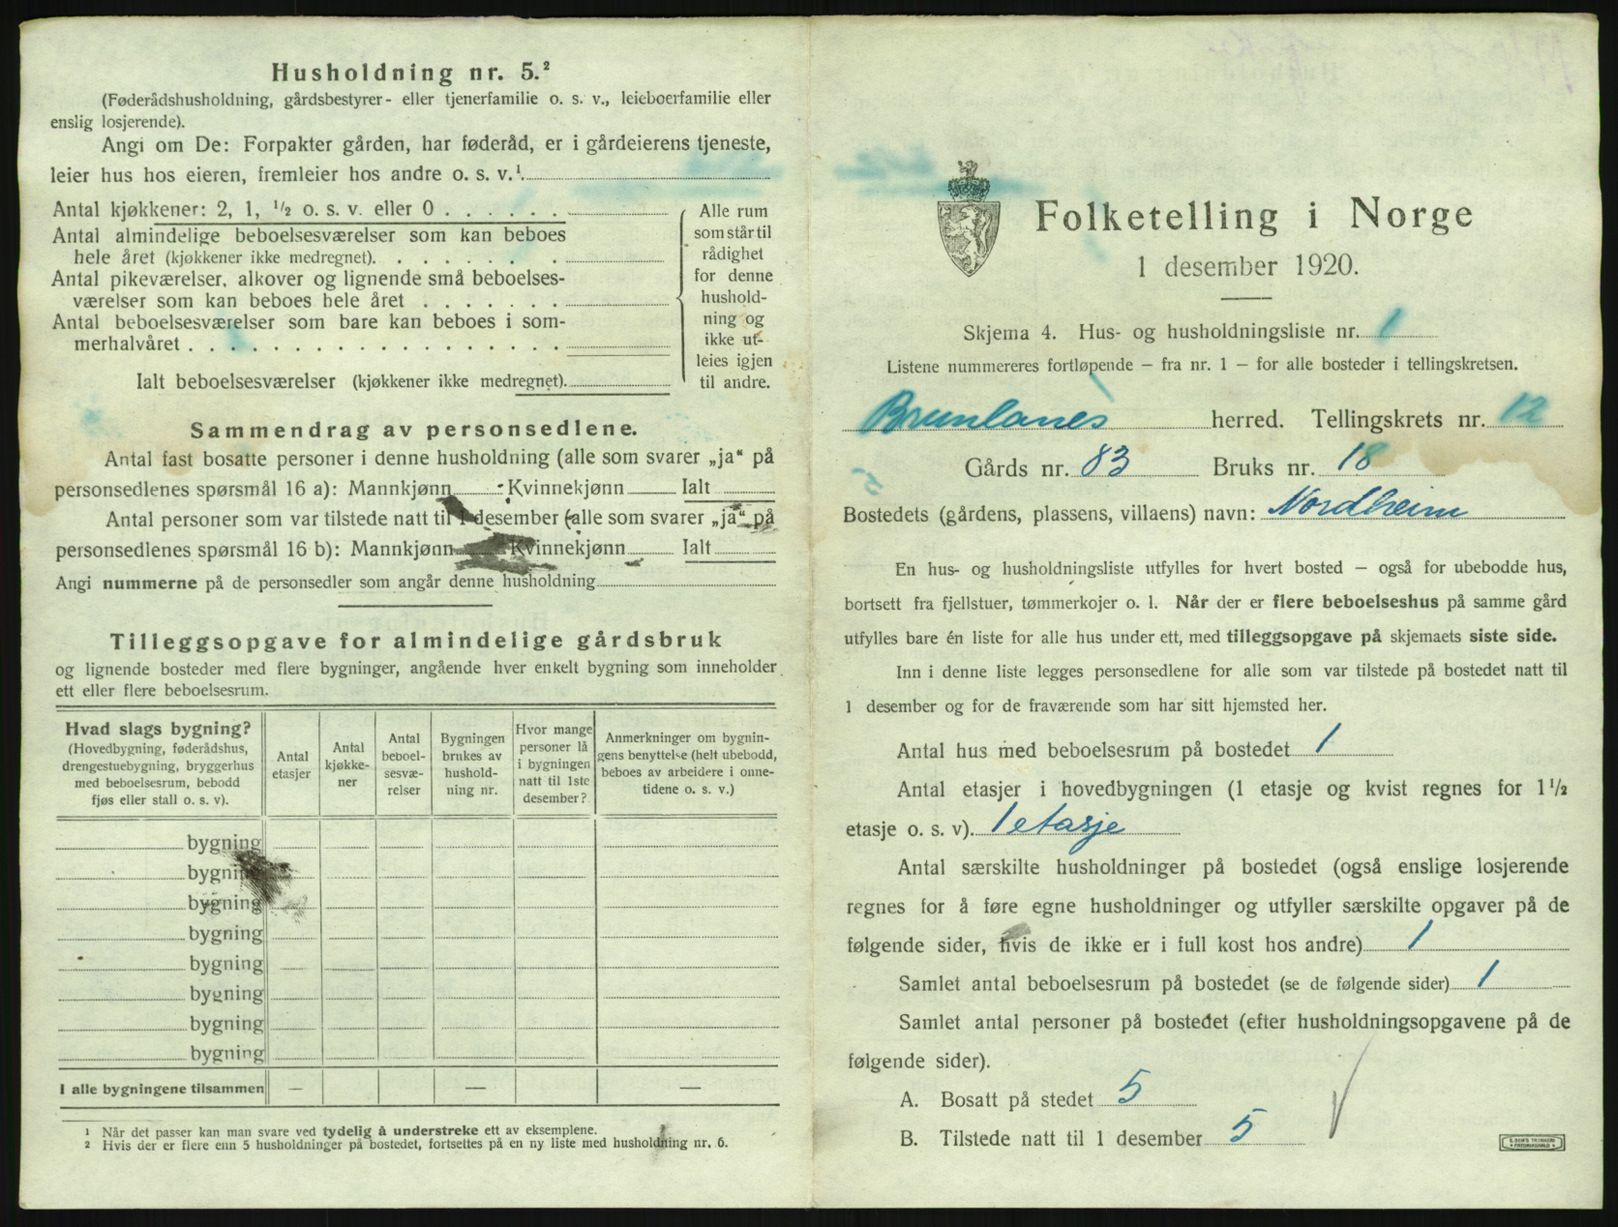 Husholdning nr. 5.²
(Føderådshusholdning, gårdsbestyrer- eller tjenerfamilie o. s. v., leieboerfamilie eller
enslig losjerende).
Angi om De: Forpakter gården, har føderåd, er i gårdeierens tjeneste,
leier hus hos eieren, fremleier hos andre o. s. v.¹
Antal kjøkkener: 2, 1, ½ o. s. v. eller 0
Antal almindelige beboelsesværelser som kan beboes
hele året (kjøkkener ikke medregnet).
Antal pikeværelser, alkover og lignende små beboelses-
værelser som kan beboes hele året
Antal beboelsesværelser som bare kan beboes i som-
merhalvåret
Ialt beboelsesværelser (kjøkkener ikke medregnet).
Alle rum
som står til
rådighet
for denne
hushold-
ning og
ikke ut-
leies igjen
til andre.
Sammendrag av personsedlene.
Antal fast bosatte personer i denne husholdning (alle som svarer „ja“ på
personsedlenes spørsmål 16 a): Mannkjønn Kvinnekjønn Ialt
Antal personer som var tilstede natt til 1 desember (alle som svarer „ja“ på
personsedlenes spørsmål 16 b): Mannkjønn Kvinnekjønn Ialt
Angi nummerne på de personsedler som angår denne husholdning
Tilleggsopgave for almindelige gårdsbruk
og lignende bosteder med flere bygninger, angående hver enkelt bygning som inneholder
ett eller flere beboelsesrum.
Hvad slags bygning?
(Hovedbygning, føderådshus,
drengestuebygning, bryggerhus
med beboelsesrum, bebodd
fjøs eller stall o. s. v).
Antal
etasjer
Antal
kjøkke-
ner
Antal
beboel-
sesvæ-
relser
Bygningen
brukes av
hushold-
ning nr.
Hvor mange
personer lå
i bygningen
natt til 1ste
desember?
Anmerkninger om bygnin-
gens benyttelse (helt ubebodd,
beboes av arbeidere i onne-
tidene o. s. v.)
bygning
bygning
bygning
bygning
bygning
bygning
bygning
bygning
I alle bygningene tilsammen — — —
¹ Når det passer kan man svare ved tydelig å understreke ett av eksemplene.
² Hvis der er flere enn 5 husholdninger på bostedet, fortsettes på en ny liste med husholdning nr. 6.
Folketelling i Norge
1 desember 1920.
Skjema 4. Hus- og husholdningsliste nr. 1
Listene nummereres fortløpende – fra nr. 1 – for alle bosteder i tellingskretsen.
Brunlanes herred. Tellingskrets nr. 12
Gårds nr. 83 Bruks nr. 18
Bostedets (gårdens, plassens, villaens) navn: Nordheim
En hus- og husholdningsliste utfylles for hvert bosted – også for ubebodde hus,
bortsett fra fjellstuer, tømmerkojer o. l. Når der er flere beboelseshus på samme gård
utfylles bare én liste for alle hus under ett, med tilleggsopgave på skjemaets siste side.
Inn i denne liste legges personsedlene for alle som var tilstede på bostedet natt til
1 desember og for de fraværende som har sitt hjemsted her.
Antal hus med beboelsesrum på bostedet 1
Antal etasjer i hovedbygningen (1 etasje og kvist regnes for 1½
etasje o. s. v). 1 etasje
Antal særskilte husholdninger på bostedet (også enslige losjerende
regnes for å føre egne husholdninger og utfyller særskilte opgaver på de
følgende sider, hvis de ikke er i full kost hos andre) 1
Samlet antal beboelsesrum på bostedet (se de følgende sider) 1
Samlet antal personer på bostedet (efter husholdningsopgavene på de
følgende sider).
A. Bosatt på stedet 5
B. Tilstede natt til 1 desember 5